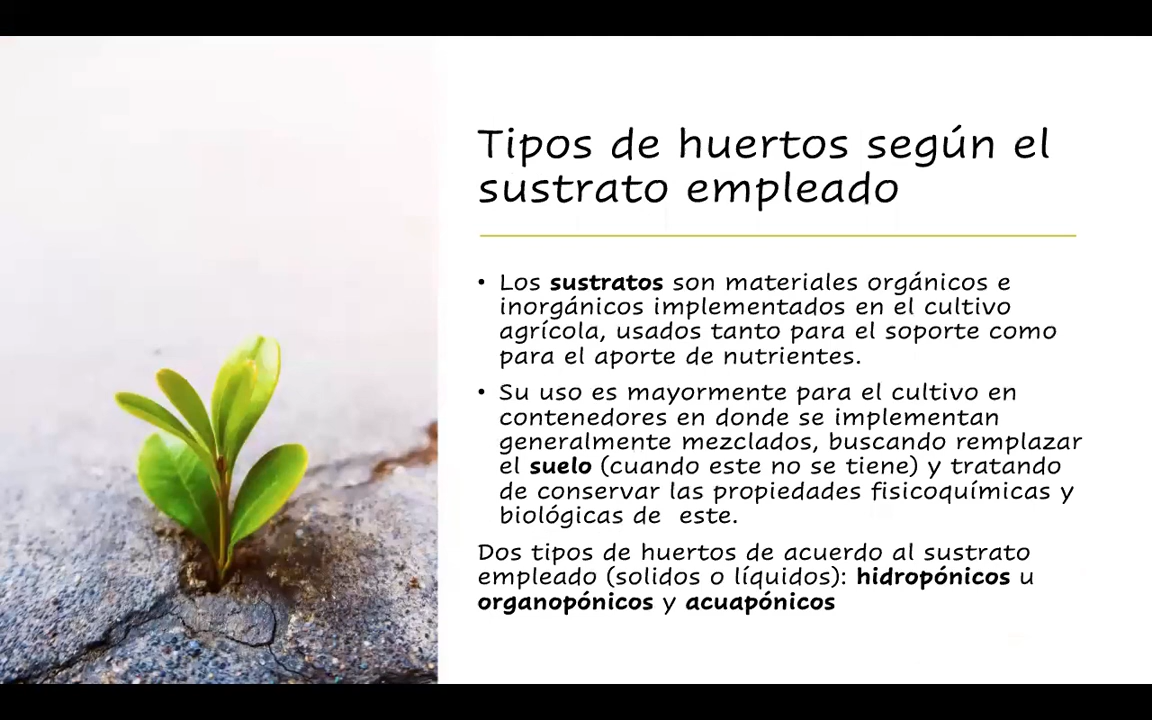 Tipos de huertos según el
sustrato empleado
• Los sustratos son materiales orgánicos e
inorgánicos implementados en el cultivo
agrícola, usados tanto para el soporte como
para el aporte de nutrientes.
• Su uso es mayormente para el cultivo en
contenedores en donde se implementan
generalmente mezclados, buscando remplazar
el suelo (cuando este no se tiene) y tratando
de conservar las propiedades fisicoquímicas y
biológicas de  este.
Dos tipos de huertos de acuerdo al sustrato
empleado (solidos o líquidos): hidropónicos u
organopónicos y acuapónicos